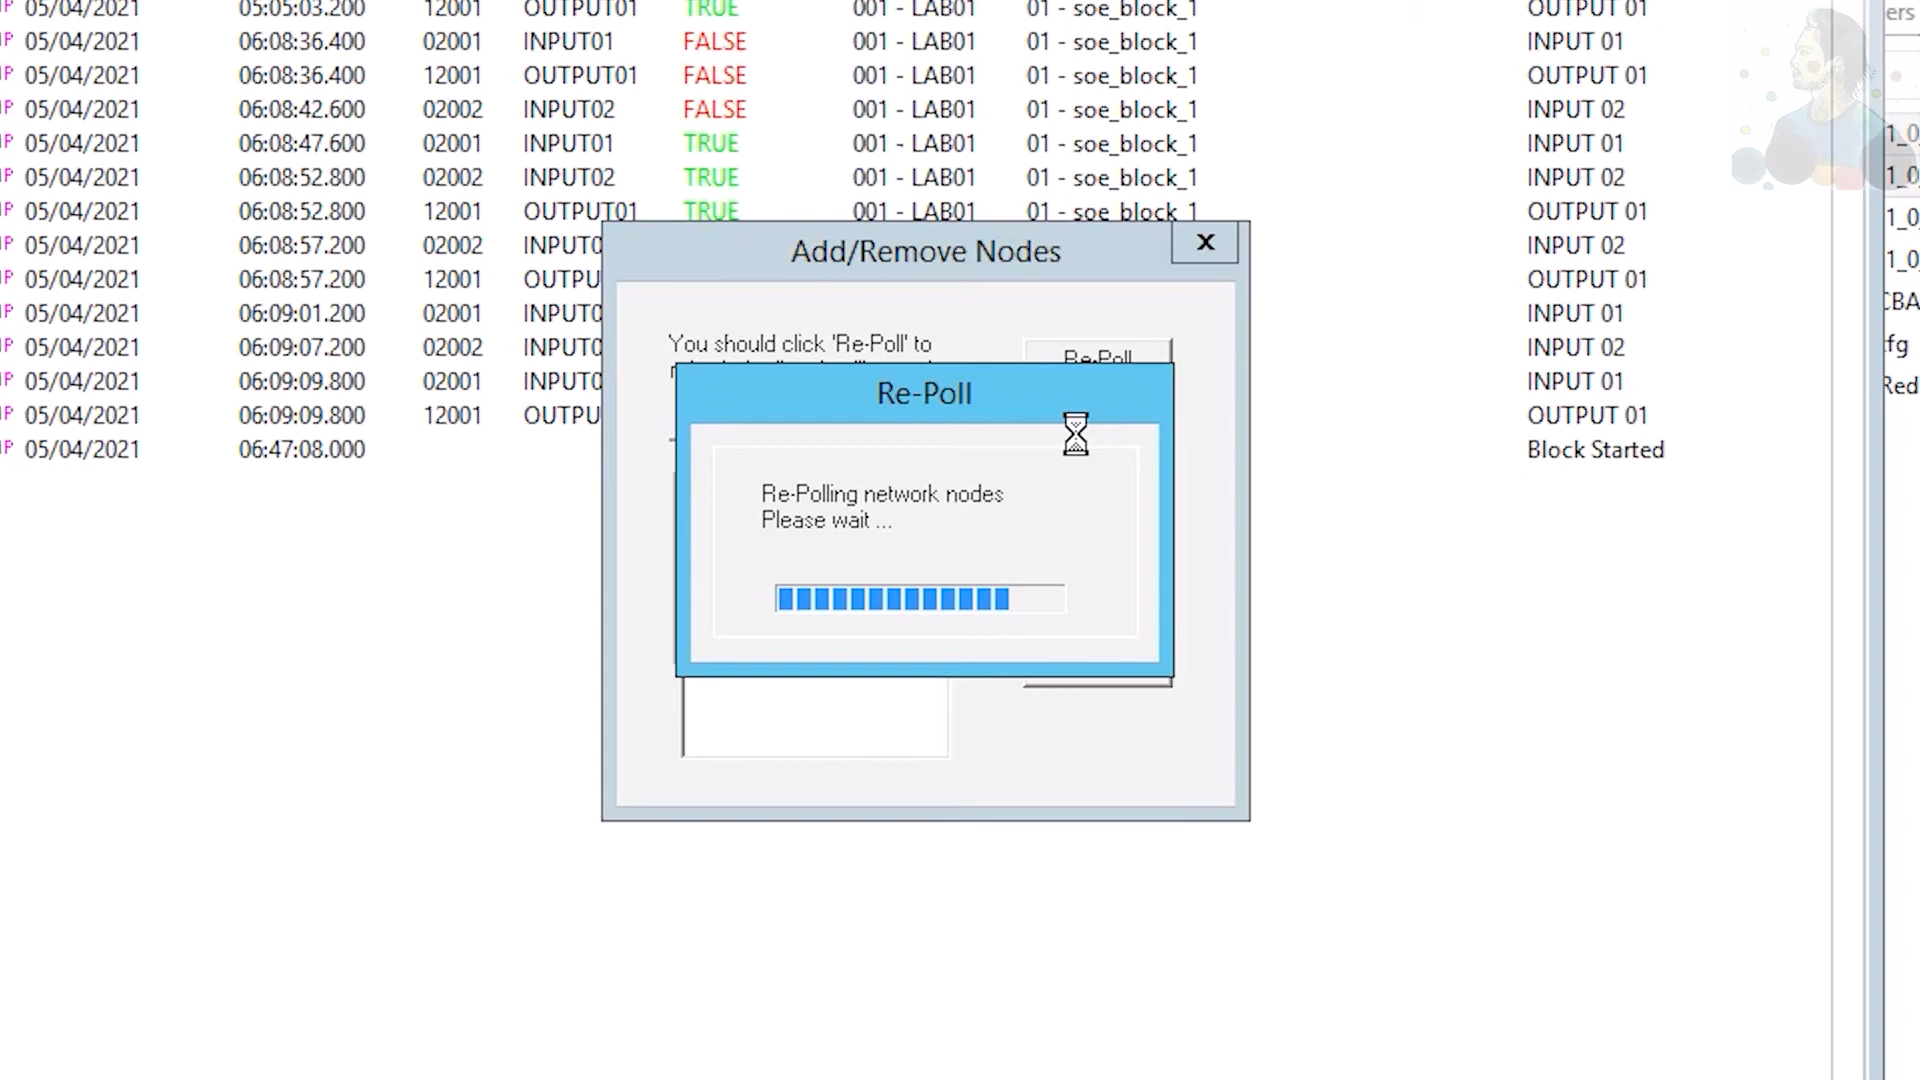 05/04/2021 05:05:03.200 12001 OUTPUT01 TRUE 001 - LAB01 01 - soe_block_1 OUTPUT 01
05/04/2021 06:08:36.400 02001 INPUT01 FALSE 001 - LAB01 01 - soe_block_1 INPUT 01
05/04/2021 06:08:36.400 12001 OUTPUT01 FALSE 001 - LAB01 01 - soe_block_1 OUTPUT 01
05/04/2021 06:08:42.600 02002 INPUT02 FALSE 001 - LAB01 01 - soe_block_1 INPUT 02
05/04/2021 06:08:47.600 02001 INPUT01 TRUE 001 - LAB01 01 - soe_block_1 INPUT 01
05/04/2021 06:08:52.800 02002 INPUT02 TRUE 001 - LAB01 01 - soe_block_1 INPUT 02
05/04/2021 06:08:52.800 12001 OUTPUT01 TRUE 001 - LAB01 01 - soe_block_1 OUTPUT 01
05/04/2021 06:08:57.200 02002 INPUT 02
05/04/2021 06:08:57.200 12001 OUTPUT 01
05/04/2021 06:09:01.200 02001 INPUT 01
05/04/2021 06:09:07.200 02002 INPUT 02
05/04/2021 06:09:09.800 02001 INPUT 01
05/04/2021 06:09:09.800 12001 OUTPUT 01
05/04/2021 06:47:08.000 Block Started
Add/Remove Nodes
X
You should click 'Re-Poll' to
Re-Poll
Re-Poll
Re-Polling network nodes
Please wait ...